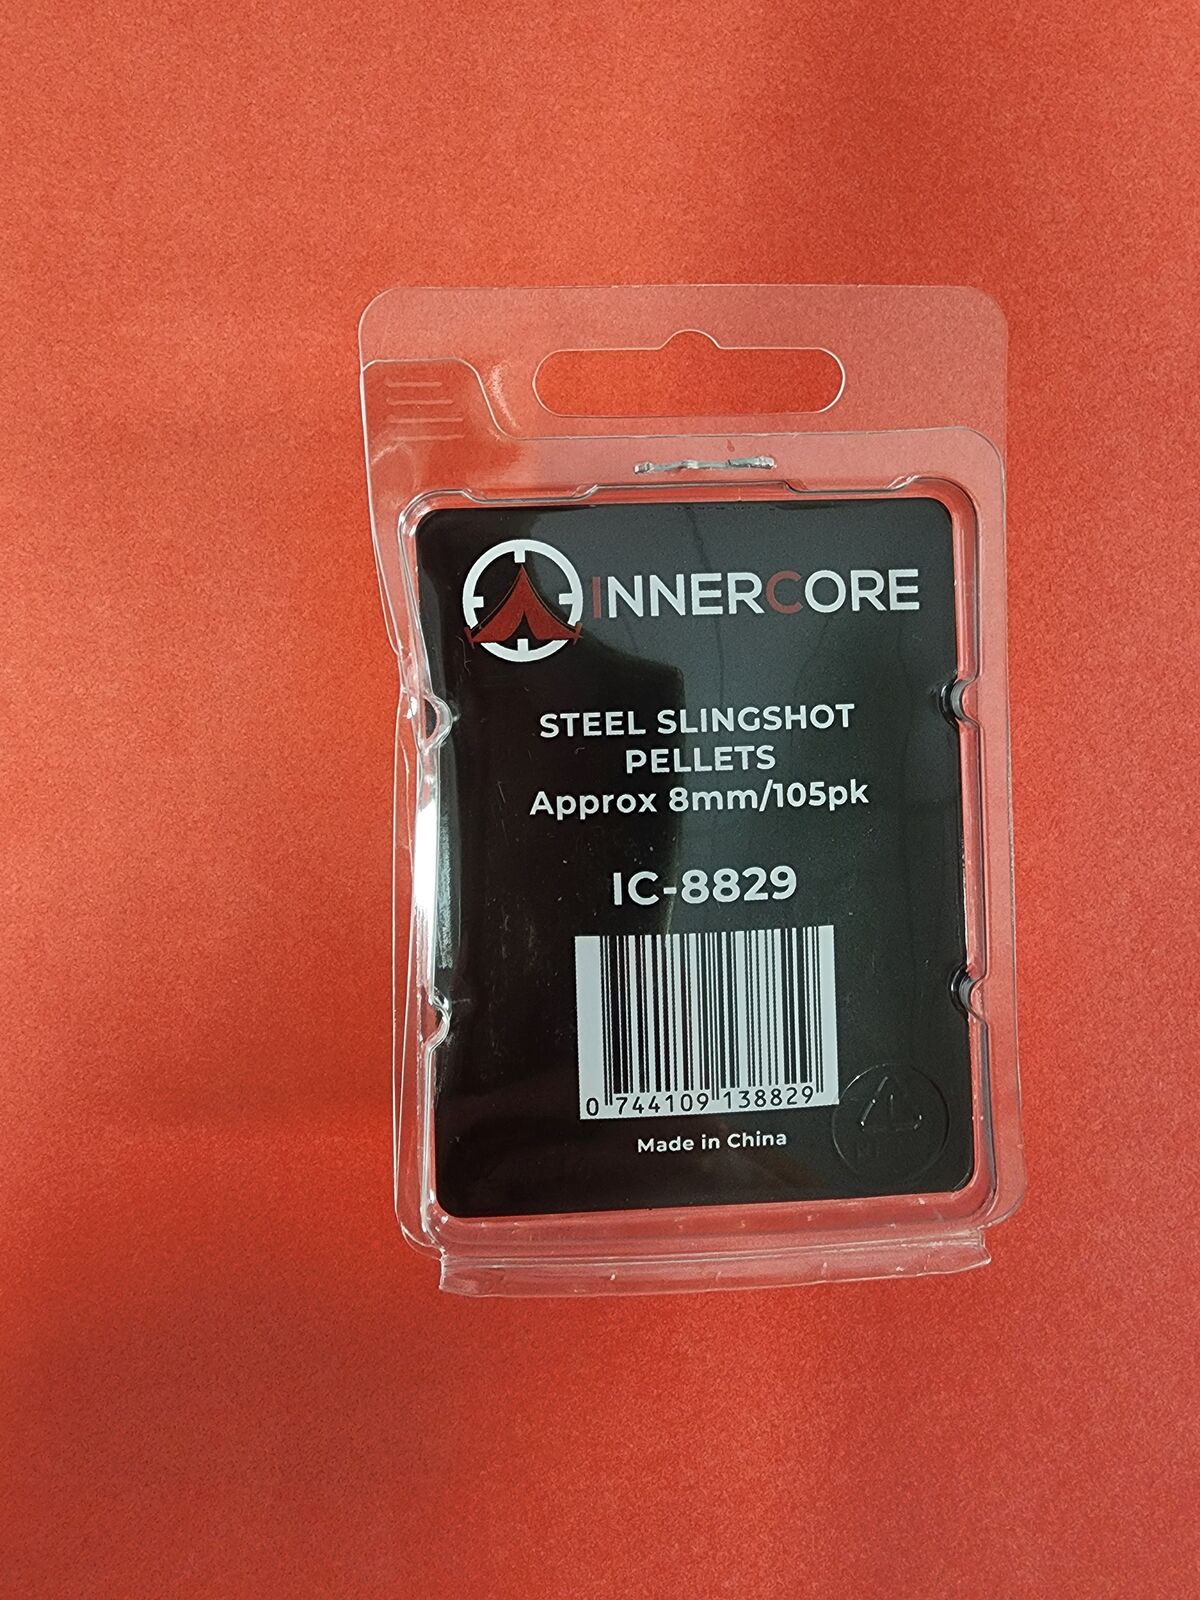 INNERCORE
STEEL SLINGSHOT
PELLETS
Approx 8mm/105pk
IC-8829
0 744109 138829
Made in China